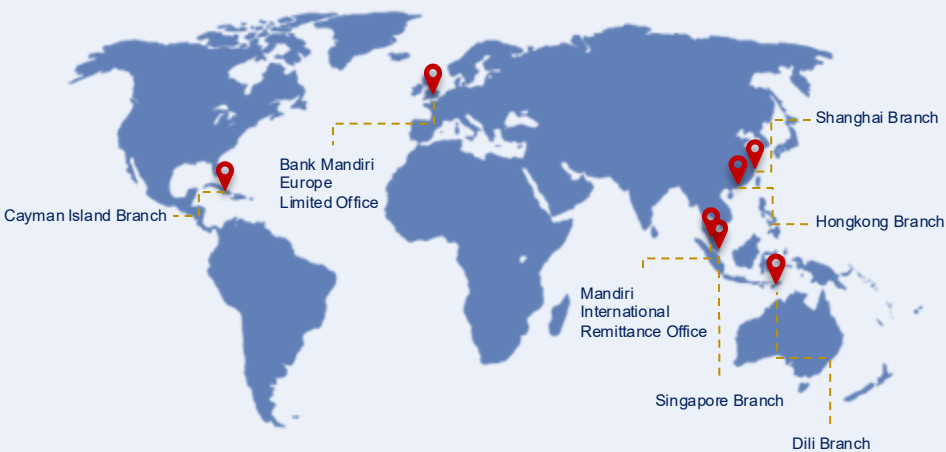 Shanghai Branch
Bank Mandiri
Europe
Limited Office
Cayman Island Branch
Hongkong Branch
Mandiri
International
Remittance Office
Singapore Branch
Dili Branch